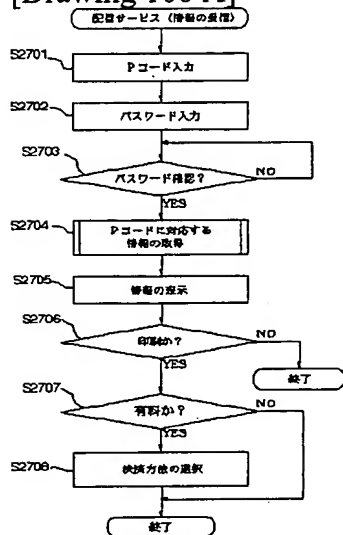 [Drawing
配信サービス(情報の受信)
S2701
Pコード入力
S2702
パスワード入力
S2703
パスワード確認?
NO
YES
S2704
Pコードに対応する
情報の取得
S2705
情報の表示
S2706
印刷か?
NO
YES
終了
S2707
有料か?
NO
YES
S2708
決済方法の選択
終了